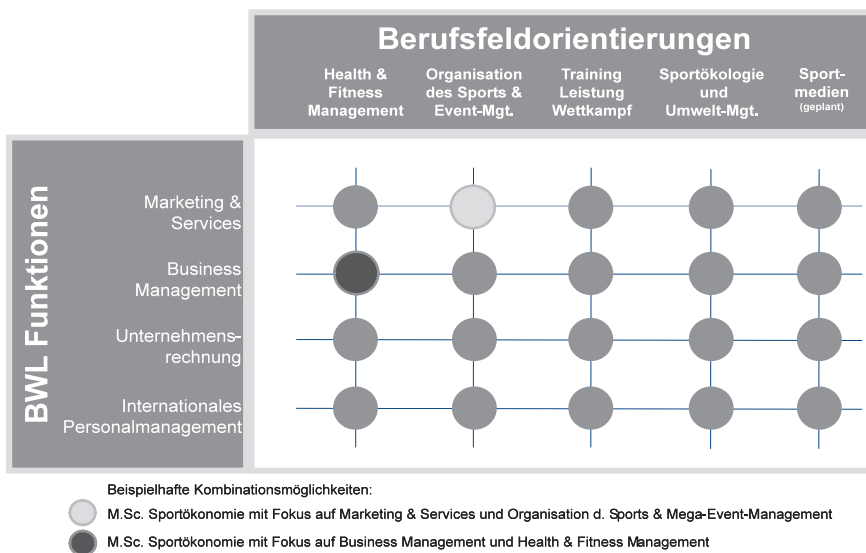 Berufsfeldorientierungen
Health &
Fitness
Management
Organisation
des Sports &
Event-Mgt.
Training
Leistung
Wettkampf
Sportökologie
und
Umwelt-Mgt.
Sport-
medien
(geplant)
BWL Funktionen
Marketing &
Services
Business
Management
Unternehmens-
rechnung
Internationales
Personalmanagement
Beispielhafte Kombinationsmöglichkeiten:
M.Sc. Sportökonomie mit Fokus auf Marketing & Services und Organisation d. Sports & Mega-Event-Management
M.Sc. Sportökonomie mit Fokus auf Business Management und Health & Fitness Management